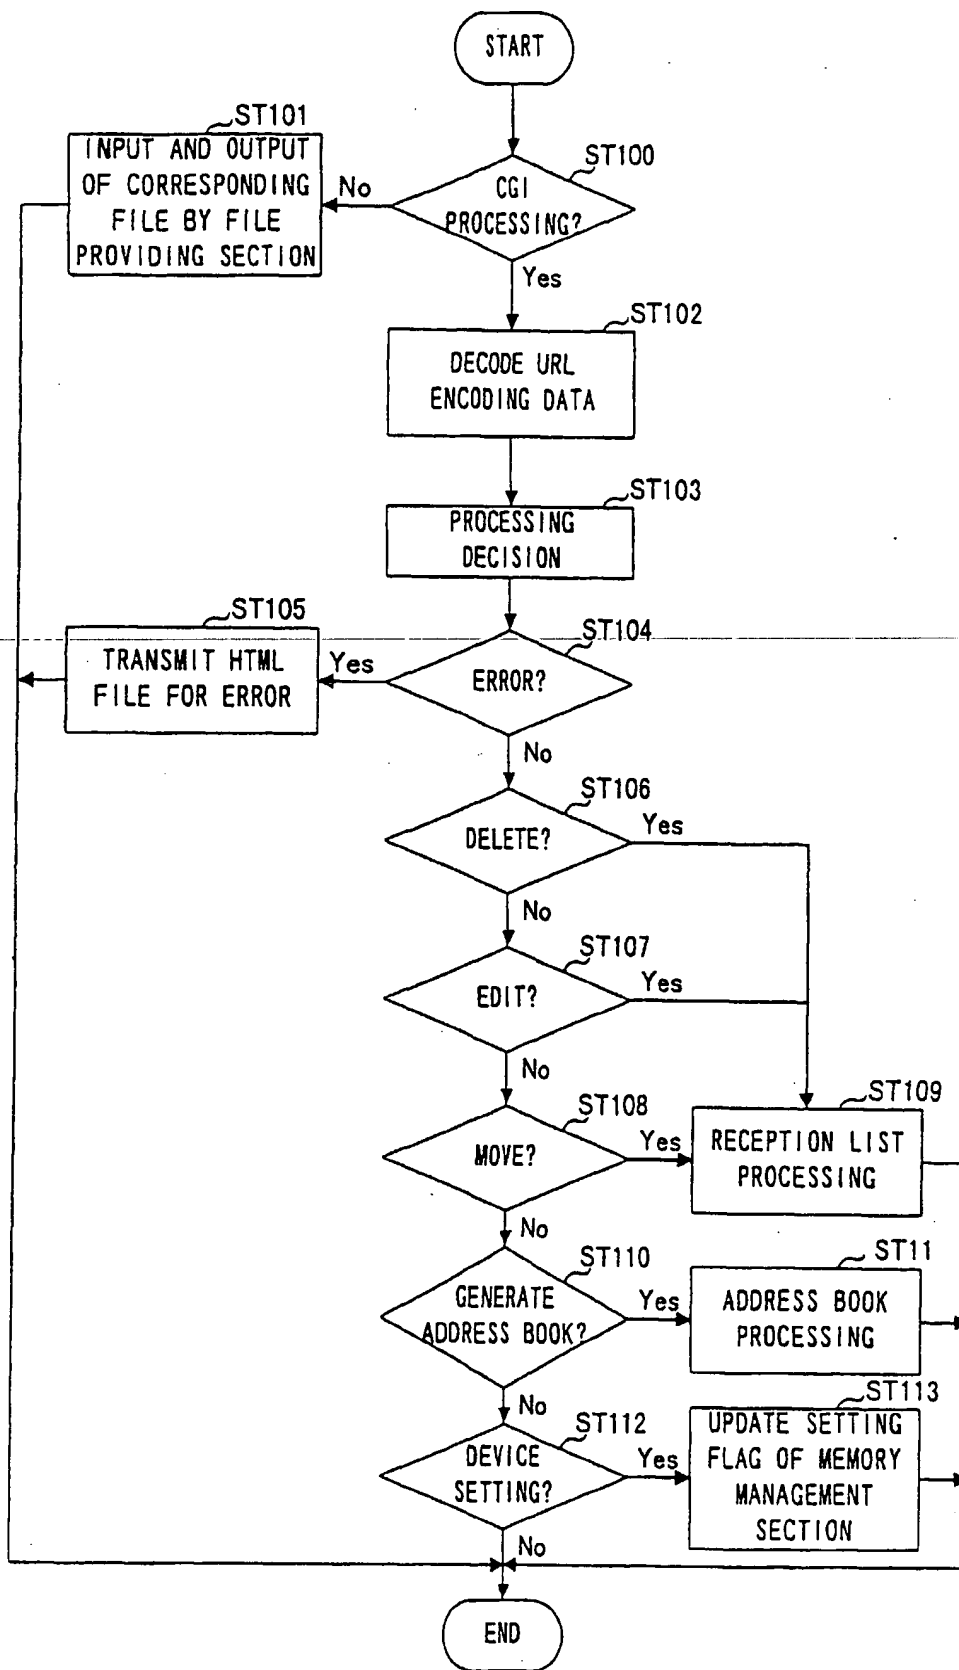 START
ST101
INPUT AND OUTPUT
OF CORRESPONDING
FILE BY FILE
PROVIDING SECTION
No
ST100
CGI
PROCESSING?
Yes
ST102
DECODE URL
ENCODING DATA
ST103
PROCESSING
DECISION
ST105
TRANSMIT HTML
FILE FOR ERROR
Yes
ST104
ERROR?
No
ST106
DELETE?
Yes
No
ST107
EDIT?
Yes
No
ST108
MOVE?
Yes
ST109
RECEPTION LIST
PROCESSING
No
ST110
GENERATE
ADDRESS BOOK?
Yes
ST11
ADDRESS BOOK
PROCESSING
No
ST112
DEVICE
SETTING?
Yes
ST113
UPDATE SETTING
FLAG OF MEMORY
MANAGEMENT
SECTION
No
END